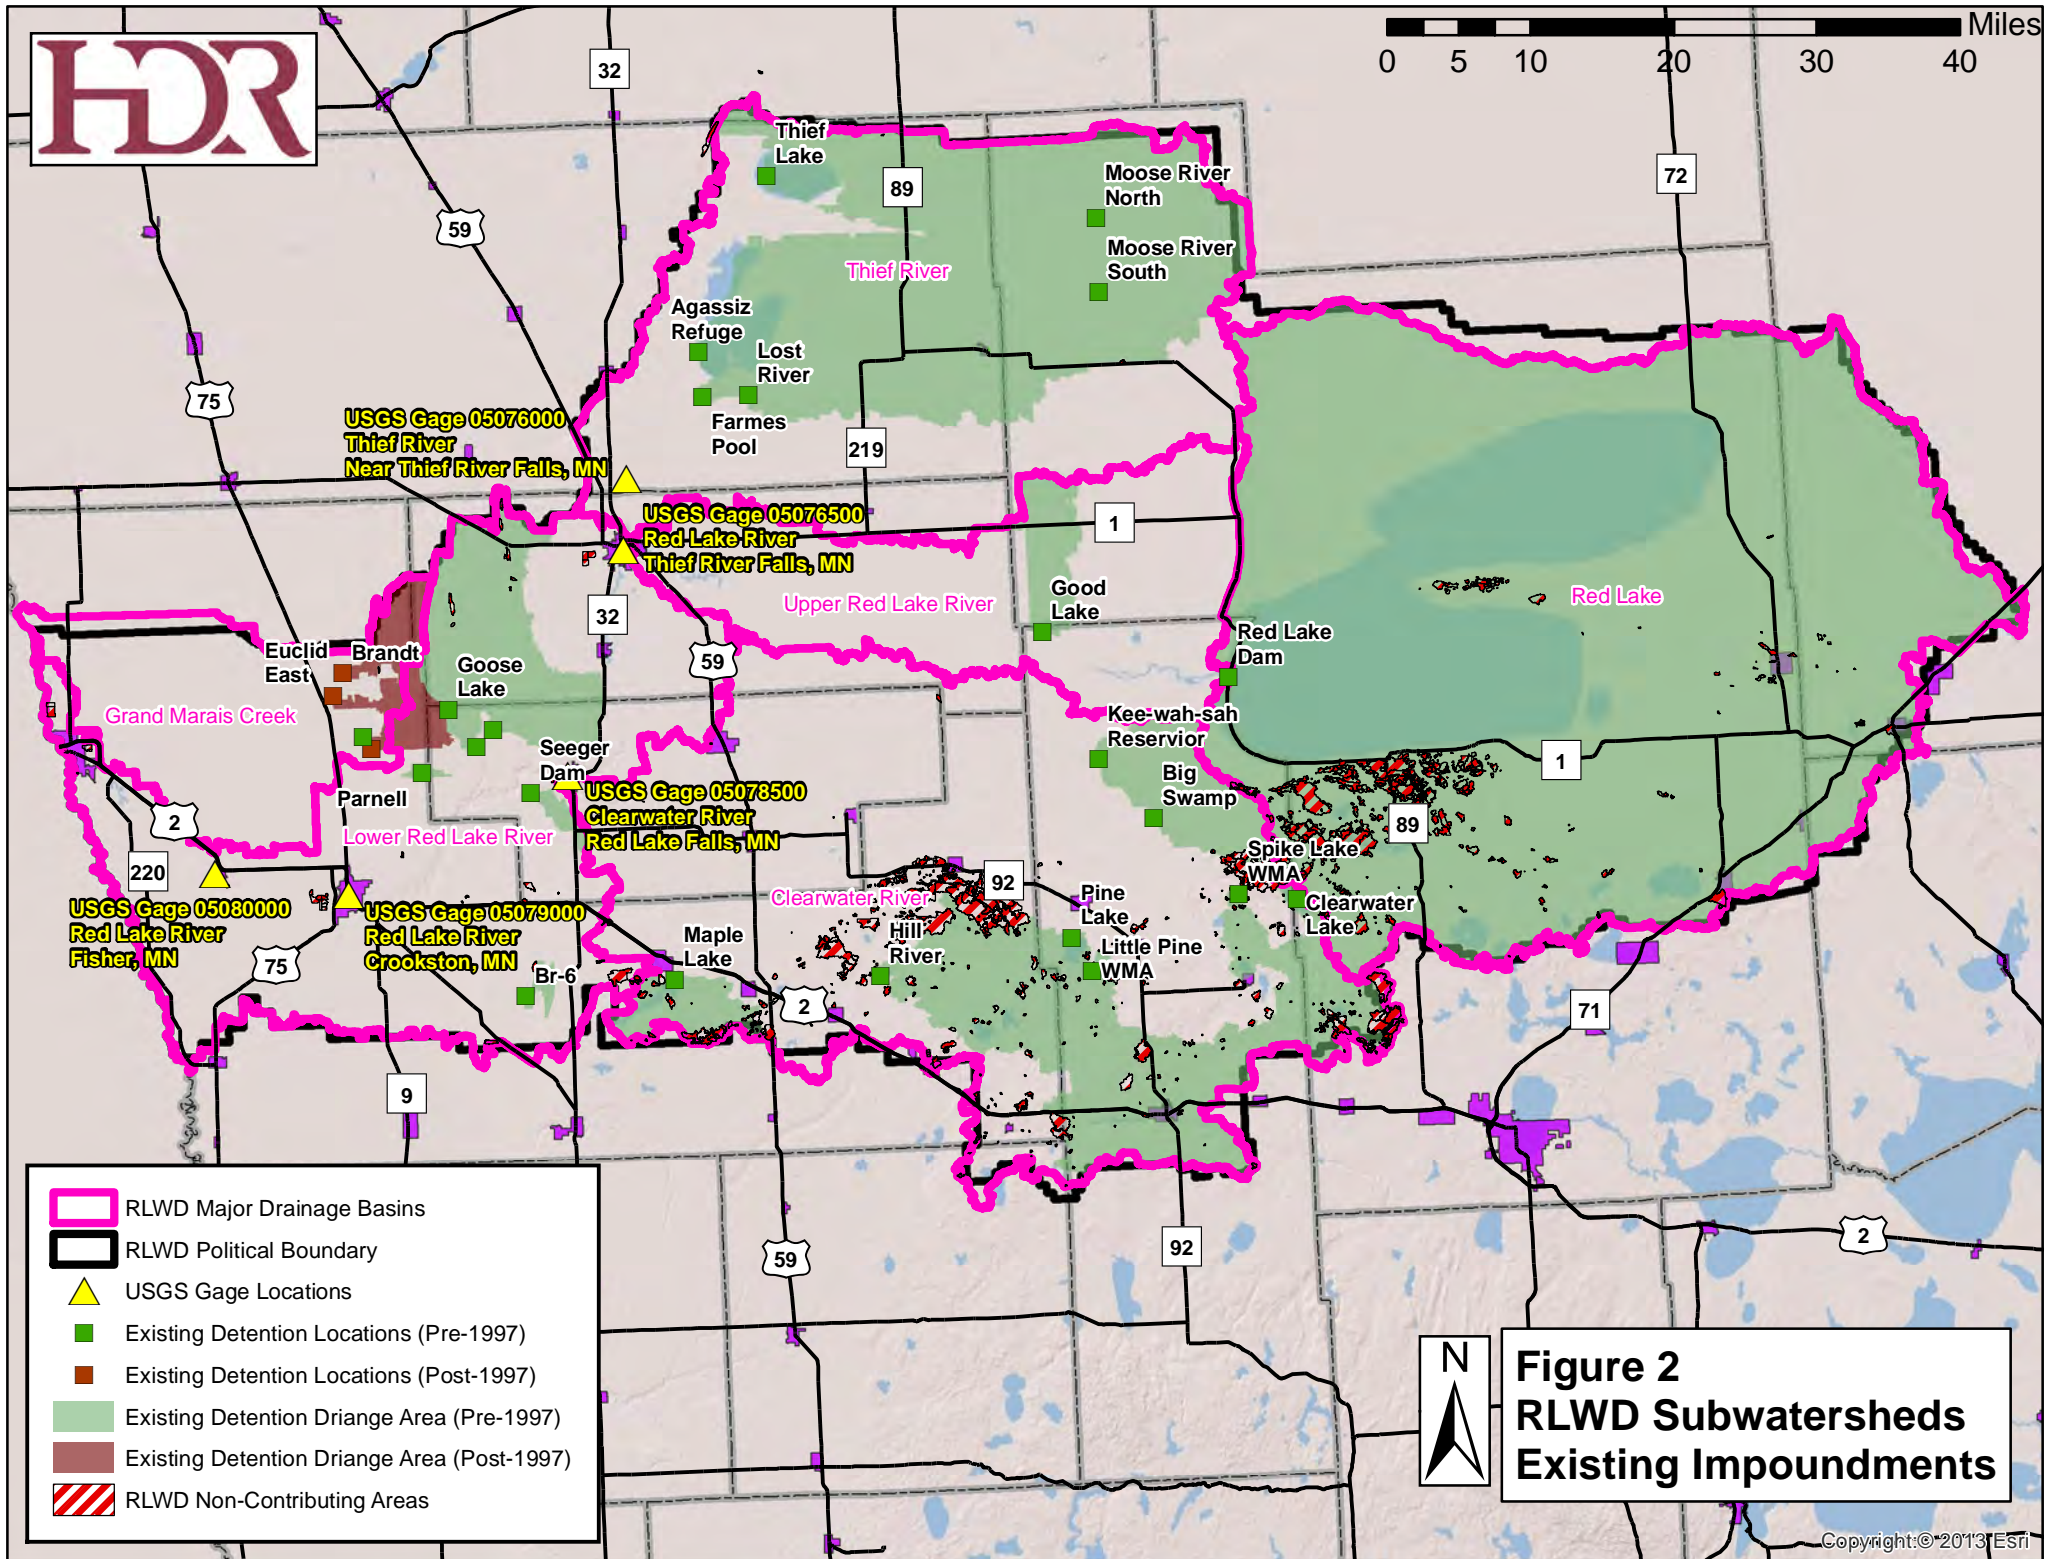 HDR
Miles
0 5 10 20 30 40
32
59
89
72
Thief
Lake
Moose River
North
Moose River
South
Thief River
Agassiz
Refuge
Lost
River
Farmes
Pool
75
219
USGS Gage 05076000
Thief River
Near Thief River Falls, MN
USGS Gage 05076500
Red Lake River
Thief River Falls, MN
1
Upper Red Lake River
Good
Lake
Red Lake
32
59
Red Lake
Dam
Euclid
East
Brandt
Goose
Lake
Grand Marais Creek
Kee-wah-sah
Reservior
Seeger
Dam
Big
Swamp
1
Parnell
USGS Gage 05078500
Clearwater River
Red Lake Falls, MN
Lower Red Lake River
2
89
220
Spike Lake
WMA
92
Clearwater River
Pine
Lake
Clearwater
Lake
USGS Gage 05080000
Red Lake River
Fisher, MN
USGS Gage 05079000
Red Lake River
Crookston, MN
Hill
River
Maple
Lake
Little Pine
WMA
75
Br-6
2
71
9
59
92
2
RLWD Major Drainage Basins
RLWD Political Boundary
USGS Gage Locations
Existing Detention Locations (Pre-1997)
Existing Detention Locations (Post-1997)
Existing Detention Driange Area (Pre-1997)
Existing Detention Driange Area (Post-1997)
RLWD Non-Contributing Areas
N
Figure 2
RLWD Subwatersheds
Existing Impoundments
Copyright:© 2013 Esri